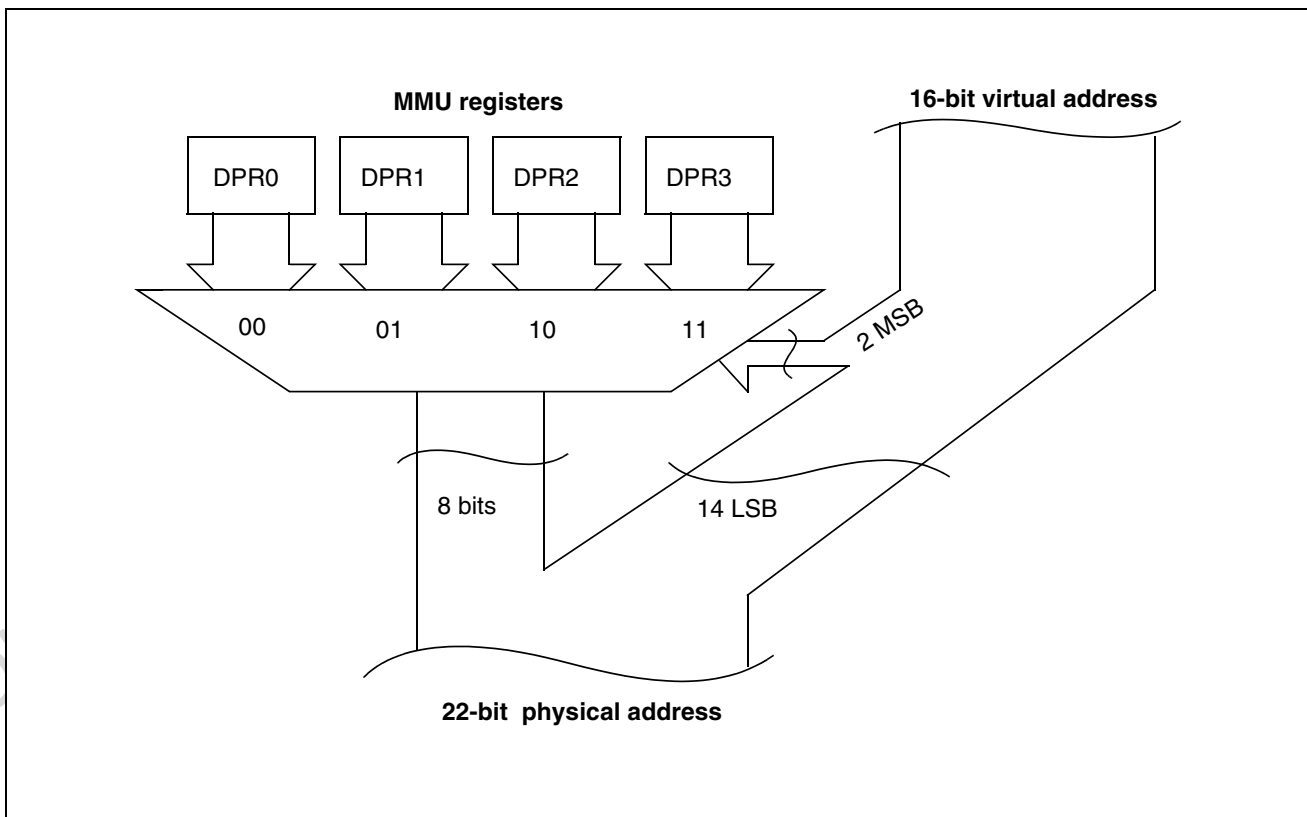 MMU registers
16-bit virtual address
DPR0
DPR1
DPR2
DPR3
00
01
10
11
2 MSB
8 bits
14 LSB
22-bit physical address